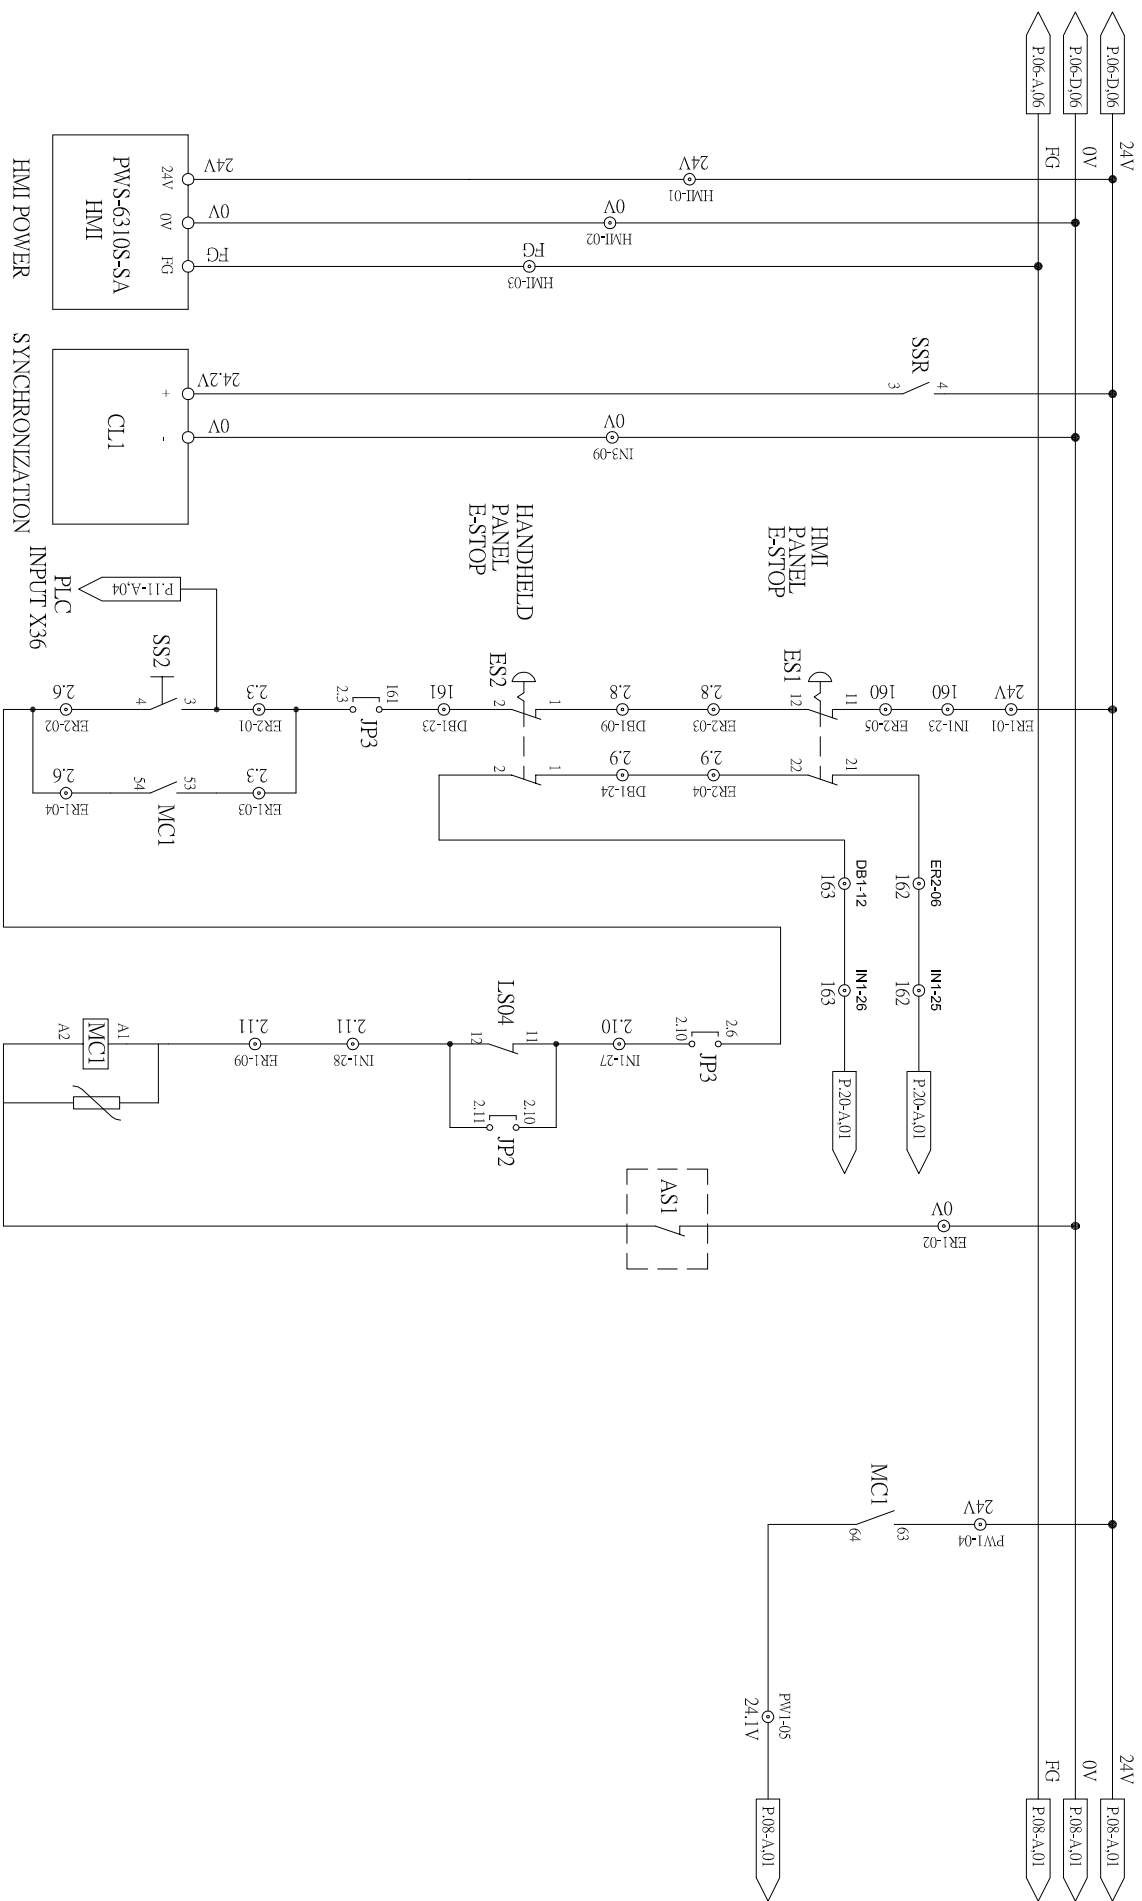 P.06-D,06
P.06-D,06
P.06-A,06
24V
0V
FG
24V
0V
FG
P.08-A,01
P.08-A,01
P.08-A,01
24V
HMI-01
0V
HMI-02
FG
HMI-03
24V
0V
FG
24V
0V
FG
PWS-6310S-SA
HMI
HMI POWER
SSR
4
3
24.2V
0V
IN3-09
0V
+
-
CL1
SYNCHRONIZATION
24V
ER1-01
160
IN1-23
160
ER2-05
HMI
PANEL
E-STOP
ES1
11
12
21
22
2.8
ER2-03
2.8
DB1-09
2.9
ER2-04
2.9
DB1-24
HANDHELD
PANEL
E-STOP
ES2
1
2
1
2
161
DB1-23
161
2.3
JP3
2.3
ER2-01
2.3
ER1-03
P.11-A,04
PLC
INPUT X36
SS2
3
4
53
54
MC1
2.6
ER2-02
2.6
ER1-04
ER2-06
162
IN1-25
162
P.20-A,01
DB1-12
163
IN1-26
163
P.20-A,01
2.6
2.10
JP3
2.10
IN1-27
LS04
11
12
2.10
2.11
JP2
2.11
IN1-28
2.11
ER1-09
A1
MC1
A2
0V
ER1-02
AS1
24V
PW1-04
MC1
63
64
PW1-05
24.1V
P.08-A,01